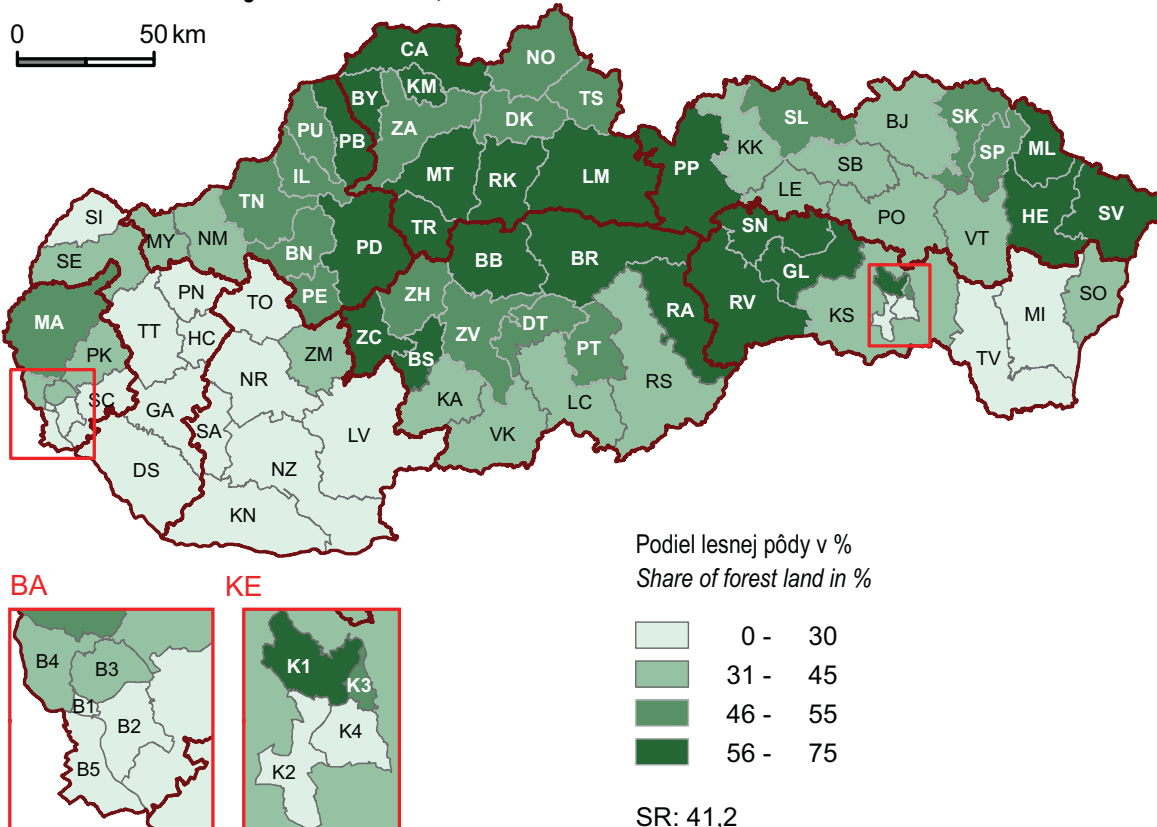 0 50 km
CA
NO
KM
BY
TS
PU
PB
ZA
DK
SL
BJ
SK
KK
SP
ML
IL
MT
RK
LM
PP
SB
TN
LE
HE
SV
SI
PO
MY
NM
TR
SN
VT
SE
BN
PD
BB
BR
GL
PN
TO
PE
ZH
RV
SO
MA
TT
RA
KS
MI
HC
ZC
ZV
DT
PK
ZM
BS
PT
TV
NR
RS
SC
GA
KA
LC
SA
LV
VK
DS
NZ
KN
Podiel lesnej pôdy v %
Share of forest land in %
0 - 30
31 - 45
46 - 55
56 - 75
SR: 41,2
BA
B4
B3
B1
B2
B5
KE
K1
K3
K4
K2